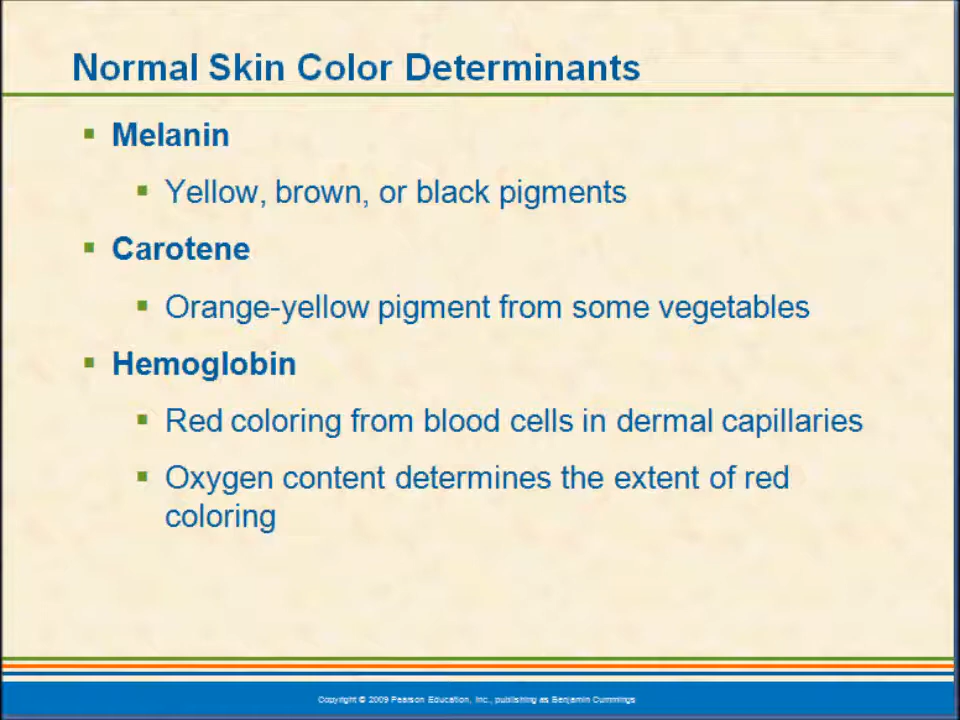 Normal Skin Color Determinants
▪ Melanin
▪ Yellow, brown, or black pigments
▪ Carotene
▪ Orange-yellow pigment from some vegetables
▪ Hemoglobin
▪ Red coloring from blood cells in dermal capillaries
▪ Oxygen content determines the extent of red
coloring
Copyright © 2009 Pearson Education, Inc., publishing as Benjamin Cummings